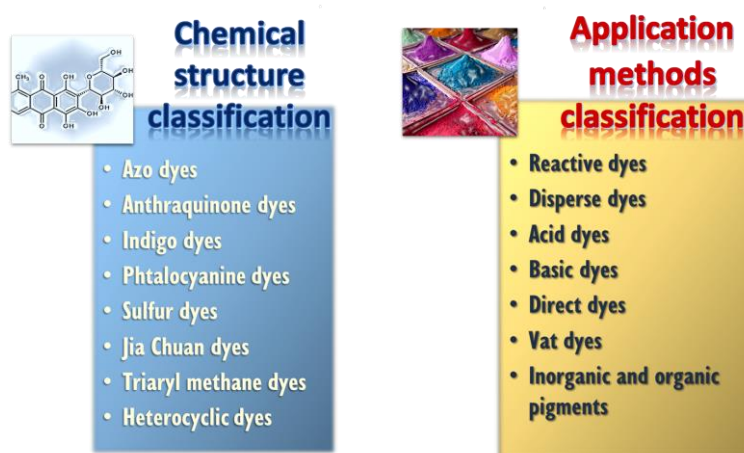 Chemical
structure
classification
• Azo dyes
• Anthraquinone dyes
• Indigo dyes
• Phtalocyanine dyes
• Sulfur dyes
• Jia Chuan dyes
• Triaryl methane dyes
• Heterocyclic dyes
Application
methods
classification
• Reactive dyes
• Disperse dyes
• Acid dyes
• Basic dyes
• Direct dyes
• Vat dyes
• Inorganic and organic
pigments